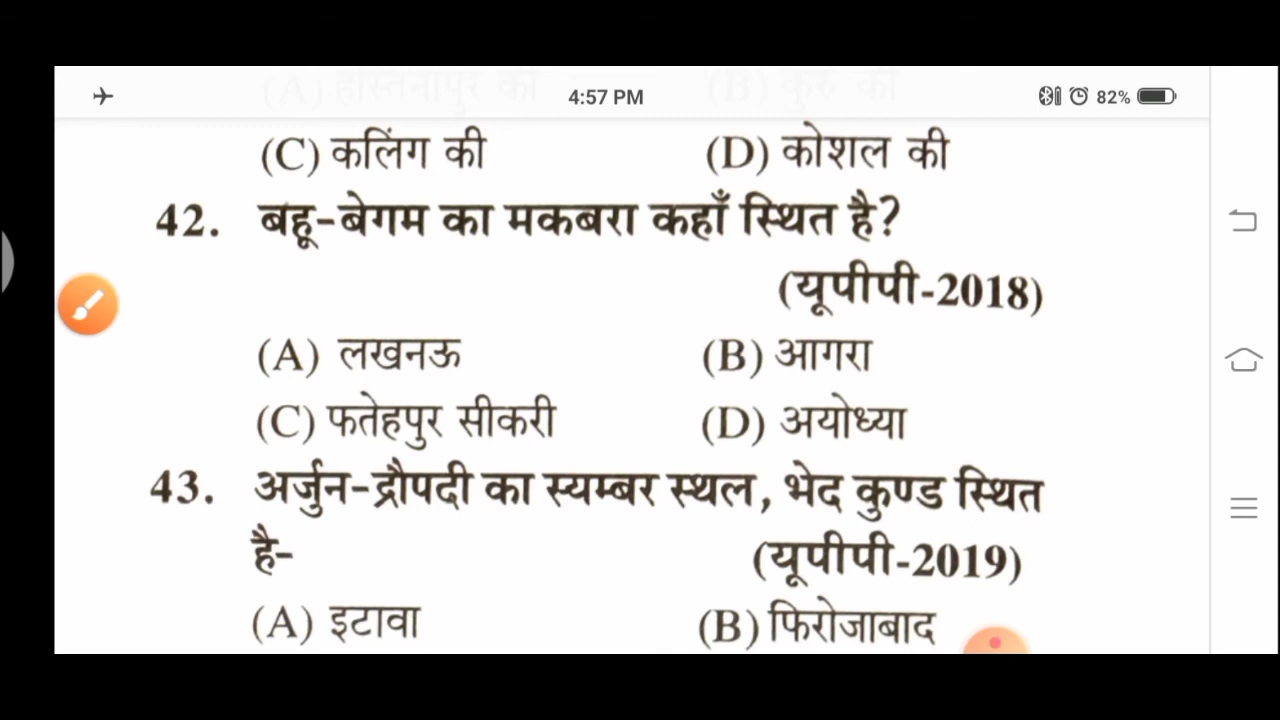 (A) हस्तिनापुर की (B) कुरु की
4:57 PM 82%
(C) कलिंग की (D) कोशल की
42. बहू-बेगम का मकबरा कहाँ स्थित है?
(यूपीपी-2018)
(A) लखनऊ (B) आगरा
(C) फतेहपुर सीकरी (D) अयोध्या
43. अर्जुन-द्रौपदी का स्यम्बर स्थल, भेद कुण्ड स्थित
है- (यूपीपी-2019)
(A) इटावा (B) फिरोजाबाद